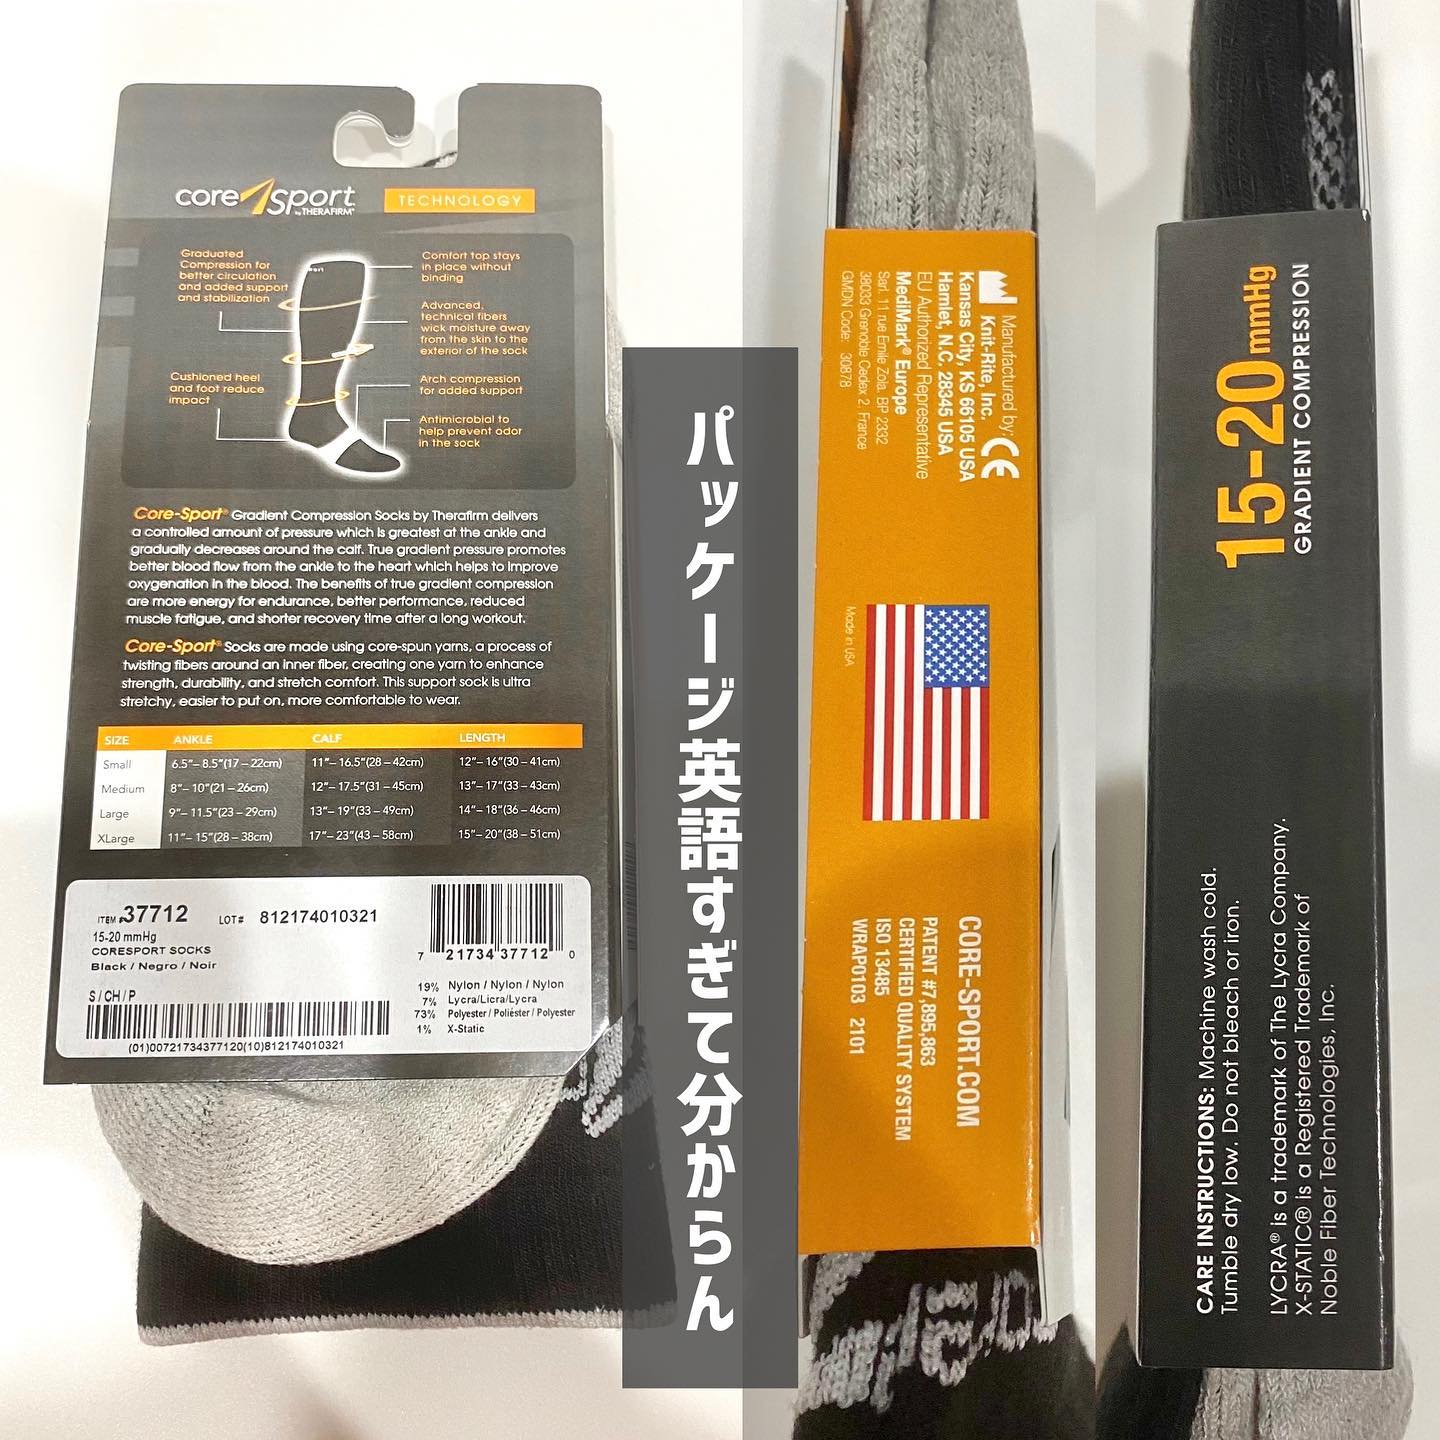 core sport
by THERAFIRM®
TECHNOLOGY
Graduated
Compression for
better circulation
and added support
and stabilization
Cushioned heel
and foot reduce
impact
Comfort top stays
in place without
binding
Advanced,
technical fibers
wick moisture away
from the skin to the
exterior of the sock
Arch compression
for added support
Antimicrobial to
help prevent odor
in the sock
Core-Sport® Gradient Compression Socks by Therafirm delivers
a controlled amount of pressure which is greatest at the ankle and
gradually decreases around the calf. True gradient pressure promotes
better blood flow from the ankle to the heart which helps to improve
oxygenation in the blood. The benefits of true gradient compression
are more energy for endurance, better performance, reduced
muscle fatigue, and shorter recovery time after a long workout.
Core-Sport® Socks are made using core-spun yarns, a process of
twisting fibers around an inner fiber, creating one yarn to enhance
strength, durability, and stretch comfort. This support sock is ultra
stretchy, easier to put on, more comfortable to wear.
SIZE ANKLE CALF LENGTH
Small 6.5"– 8.5"(17 – 22cm) 11"– 16.5"(28 – 42cm) 12"– 16"(30 – 41cm)
Medium 8"– 10"(21 – 26cm) 12"– 17.5"(31 – 45cm) 13"– 17"(33 – 43cm)
Large 9"– 11.5"(23 – 29cm) 13"– 19"(33 – 49cm) 14"– 18"(36 – 46cm)
XLarge 11"– 15"(28 – 38cm) 17"– 23"(43 – 58cm) 15"– 20"(38 – 51cm)
ITEM #37712 LOT# 812174010321
15-20 mmHg
CORESPORT SOCKS
Black / Negro / Noir
S / CH / P
(01)00721734377120(10)812174010321
7 21734 37712 0
19% Nylon / Nylon / Nylon
7% Lycra/Licra/Lycra
73% Polyester / Poliéster / Polyester
1% X-Static
パッケージ英語すぎて分からん
Manufactured by:
Knit-Rite, Inc.
Kansas City, KS 66105 USA
Hamlet, N.C. 28345 USA
EU Authorized Representative
MediMark® Europe
Sarl. 11 rue Emile Zola. BP 2332
38033 Grenoble Cedex 2. France
GMDN Code: 30878
CE
Made in USA
CORE-SPORT.COM
PATENT #7,895,863
CERTIFIED QUALITY SYSTEM
ISO 13485
WRAP0103 2101
15-20 mmHg
GRADIENT COMPRESSION
CARE INSTRUCTIONS: Machine wash cold.
Tumble dry low. Do not bleach or iron.
LYCRA® is a trademark of The Lycra Company.
X-STATIC® is a Registered Trademark of
Noble Fiber Technologies, Inc.